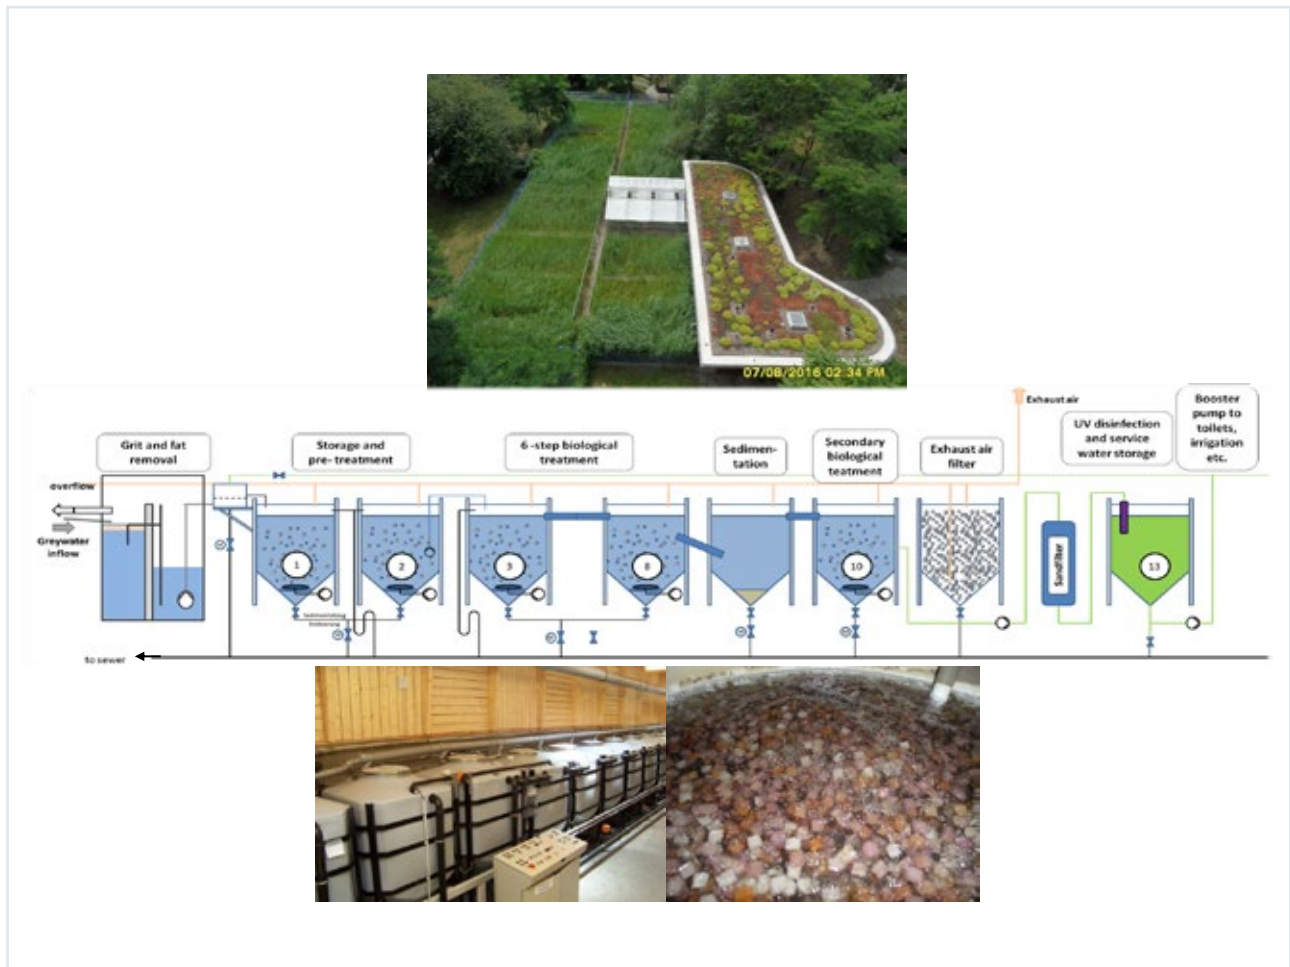 07/08/2016 02:34 PM
Exhaust air
Booster
pump to
toilets,
irrigation
etc.
UV disinfection
and service
water storage
Grit and fat
removal
Storage and
pre- treatment
6 -step biological
treatment
Sedimen-
tation
Secondary
biological
teatment
Exhaust air
filter
overflow
Greywater
inflow
1
2
3
8
10
Sandfilter
13
to sewer